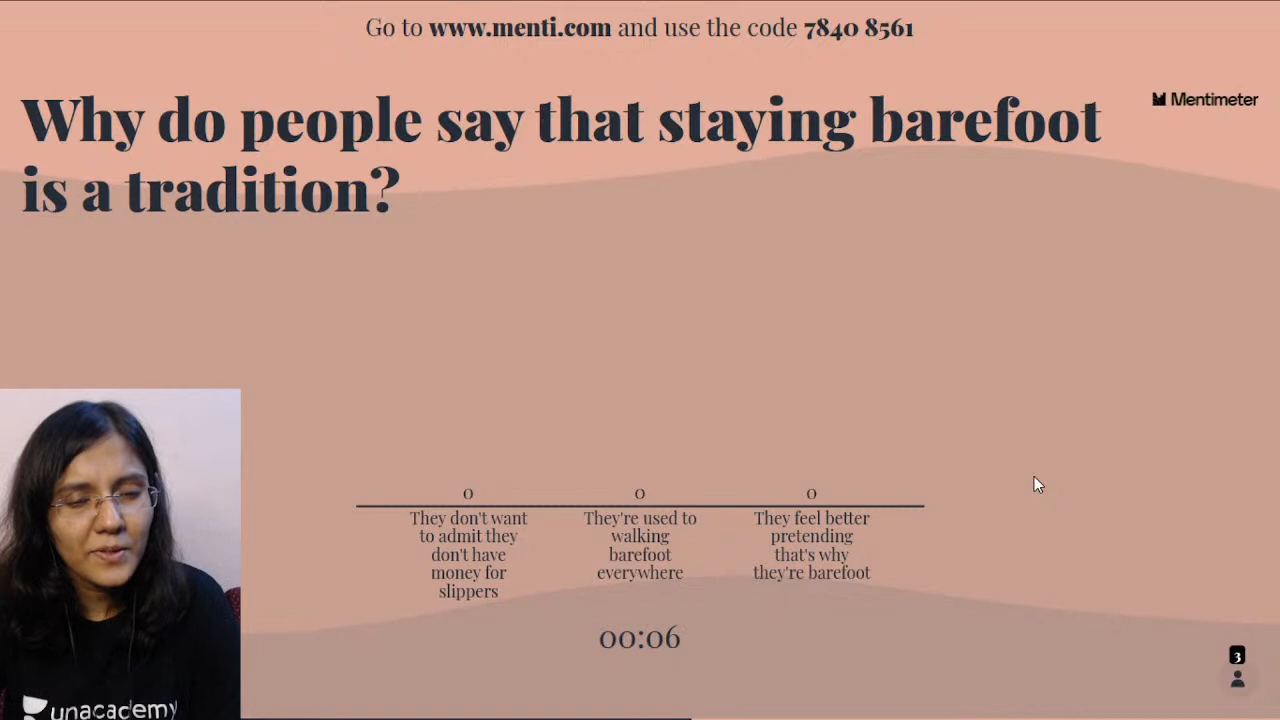 Go to www.menti.com and use the code 7840 8561
Mentimeter
Why do people say that staying barefoot
is a tradition?
0
They don't want
to admit they
don't have
money for
slippers
0
They're used to
walking
barefoot
everywhere
0
They feel better
pretending
that's why
they're barefoot
00:06
3
unacademy